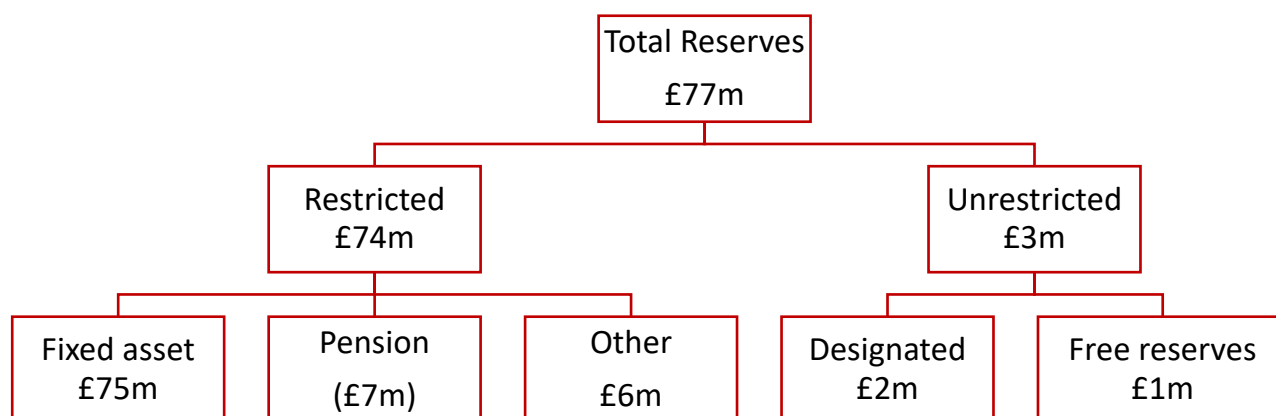 Total Reserves
£77m
Restricted
£74m
Unrestricted
£3m
Fixed asset
£75m
Pension
(£7m)
Other
£6m
Designated
£2m
Free reserves
£1m